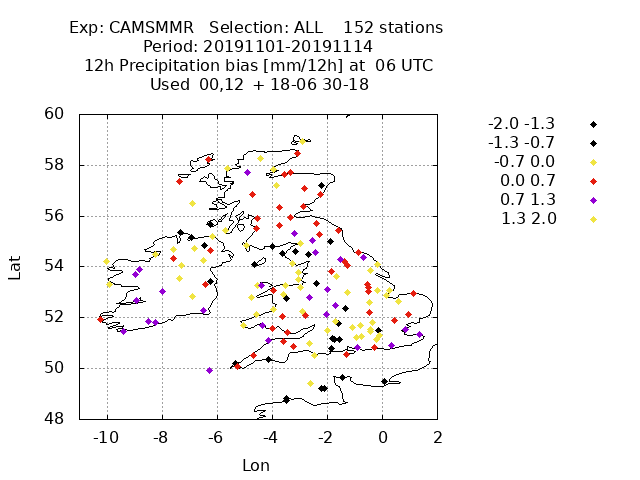 Exp: CAMSMMR Selection: ALL 152 stations
Period: 20191101-20191114
12h Precipitation bias [mm/12h] at 06 UTC
Used 00,12 + 18-06 30-18
60
58
56
54
52
50
48
Lat
-10 -8 -6 -4 -2 0 2
Lon
-2.0 -1.3
-1.3 -0.7
-0.7 0.0
0.0 0.7
0.7 1.3
1.3 2.0